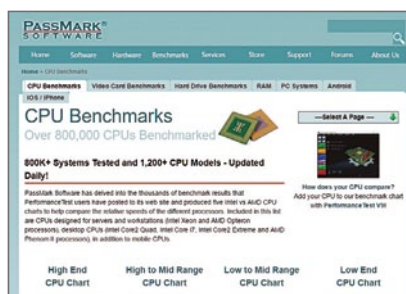 PASSMARK®
SOFTWARE
Home Software Hardware Benchmarks Services Store Support Forums About Us
Home » CPU Benchmarks
CPU Benchmarks Video Card Benchmarks Hard Drive Benchmarks RAM PC Systems Android
IOS / iPhone
CPU Benchmarks
Over 800,000 CPUs Benchmarked
----Select A Page ----
800K+ Systems Tested and 1,200+ CPU Models - Updated
Daily!
PassMark Software has delved into the thousands of benchmark results that
PerformanceTest users have posted to its web site and produced five Intel vs AMD CPU
charts to help compare the relative speeds of the different processors. Included in this list
are CPUs designed for servers and workstations (Intel Xeon and AMD Opteron
processors), desktop CPUs (Intel Core2 Quad, Intel Core i7, Intel Core2 Extreme and AMD
Phenom II processors), in addition to mobile CPUs.
How does your CPU compare?
Add your CPU to our benchmark chart
with PerformanceTest V8!
High End High to Mid Range Low to Mid Range Low End
CPU Chart CPU Chart CPU Chart CPU Chart